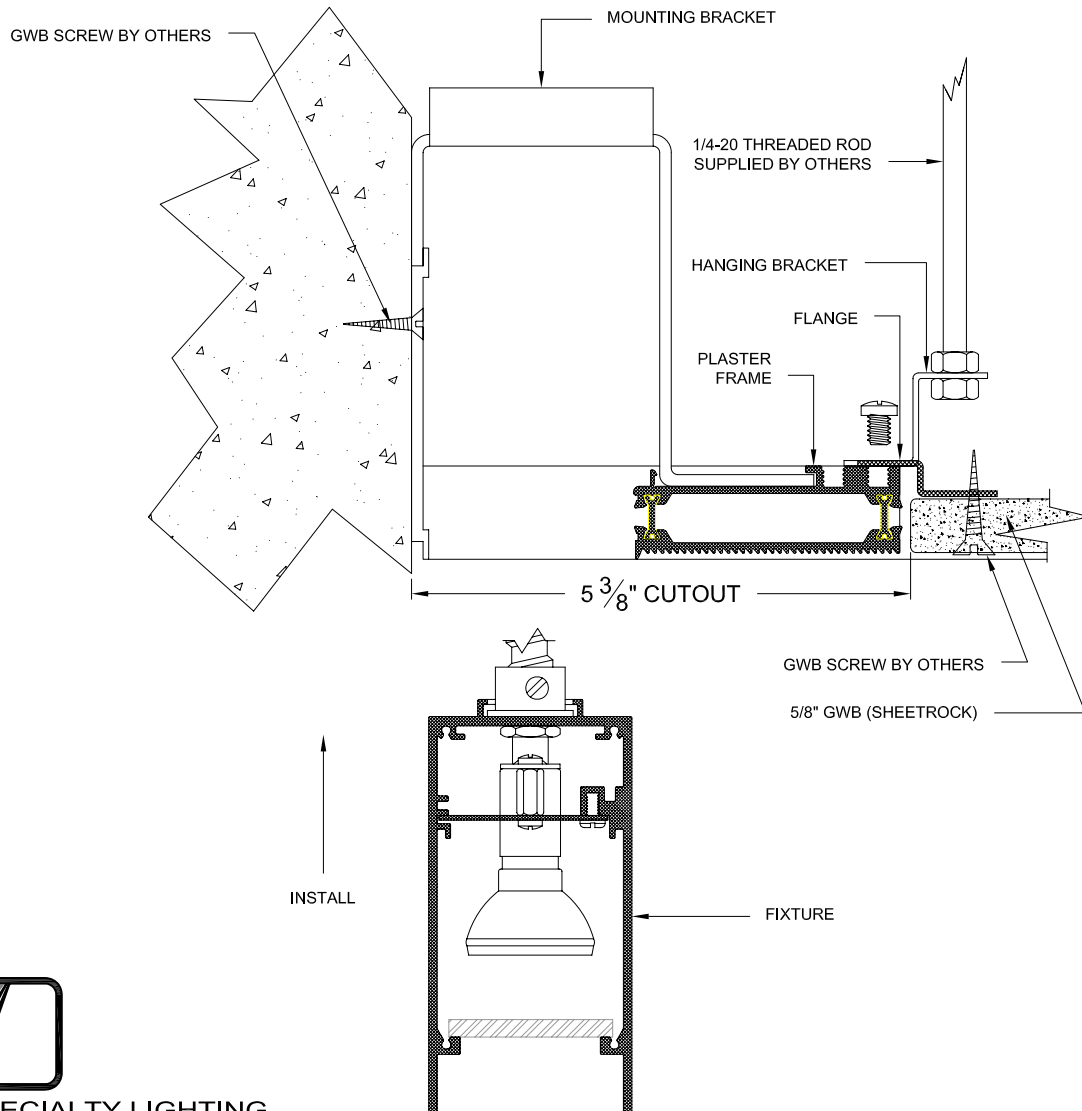 MOUNTING BRACKET
GWB SCREW BY OTHERS
1/4-20 THREADED ROD
SUPPLIED BY OTHERS
HANGING BRACKET
FLANGE
PLASTER
FRAME
5 3/8" CUTOUT
GWB SCREW BY OTHERS
5/8" GWB (SHEETROCK)
INSTALL
FIXTURE
LIGHTING